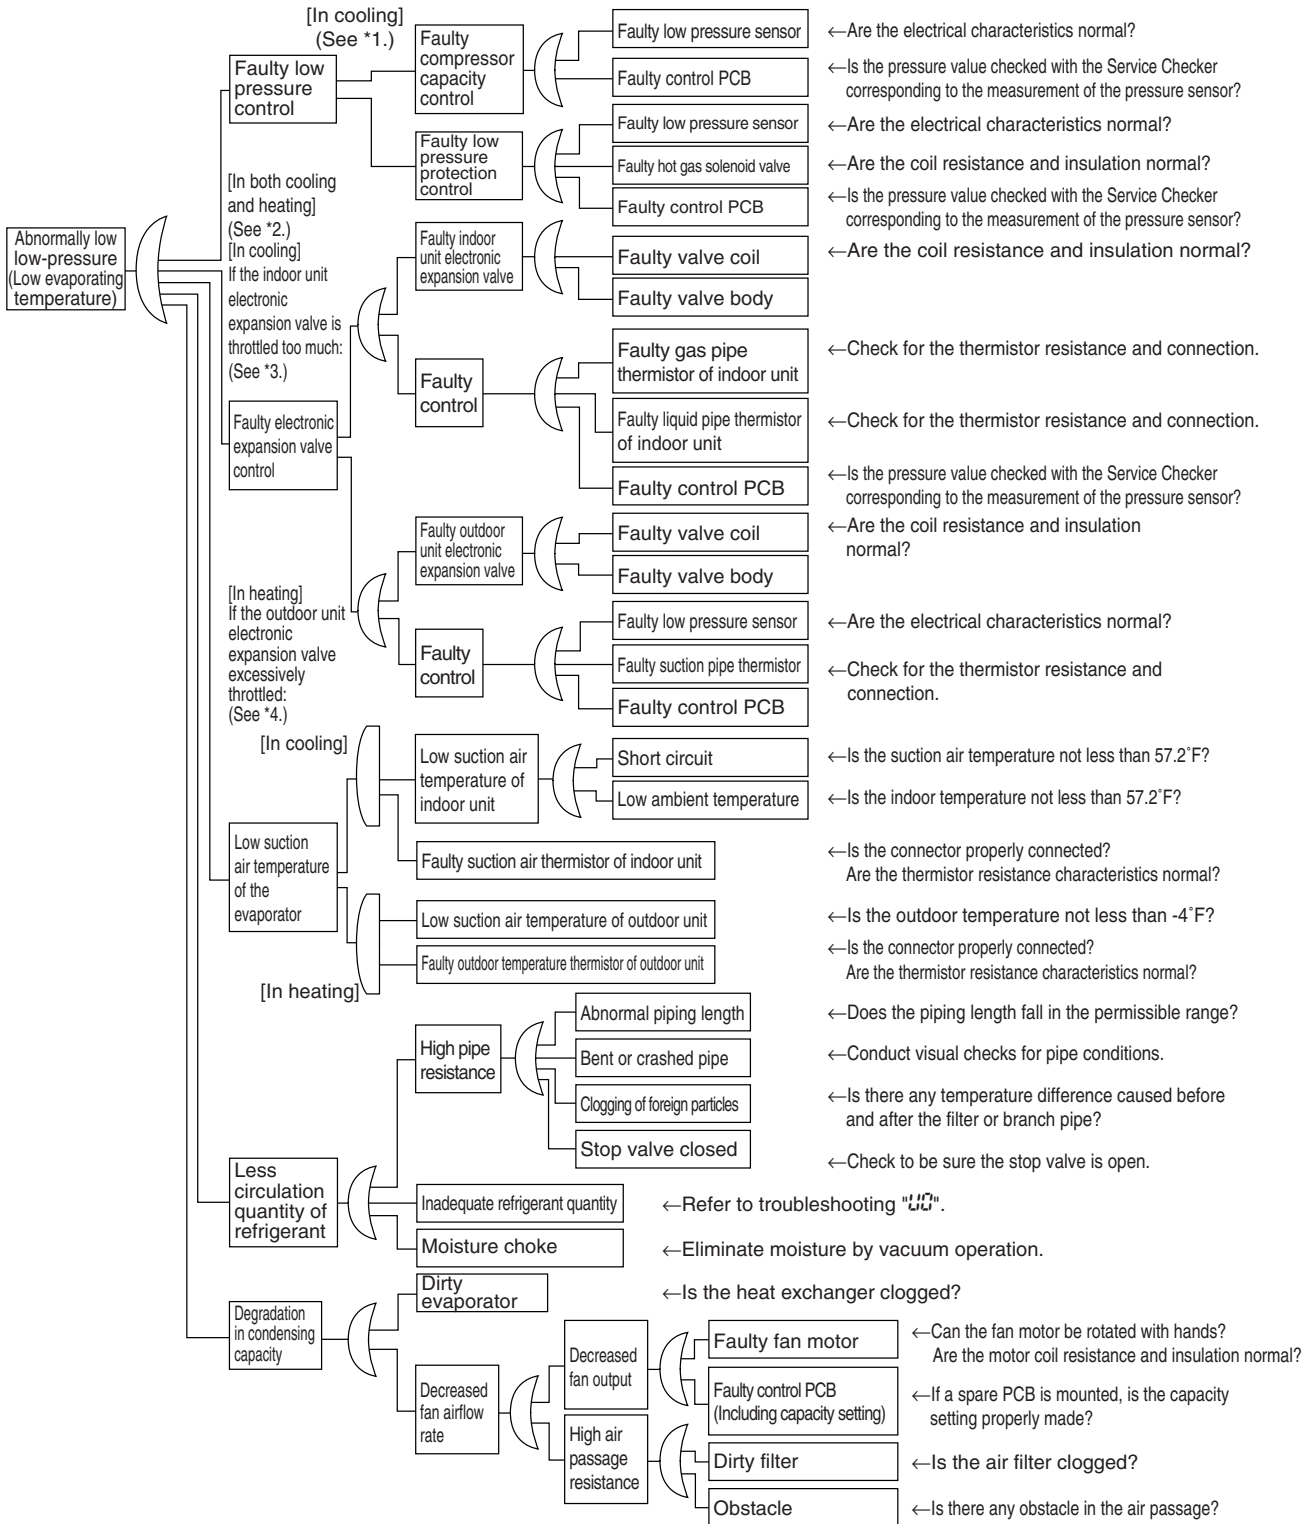 [In cooling]
(See *1.)
Abnormally low
low-pressure
(Low evaporating
temperature)
Faulty low
pressure
control
Faulty
compressor
capacity
control
Faulty low pressure sensor
←Are the electrical characteristics normal?
Faulty control PCB
←Is the pressure value checked with the Service Checker
corresponding to the measurement of the pressure sensor?
Faulty low
pressure
protection
control
Faulty low pressure sensor
←Are the electrical characteristics normal?
Faulty hot gas solenoid valve
←Are the coil resistance and insulation normal?
Faulty control PCB
←Is the pressure value checked with the Service Checker
corresponding to the measurement of the pressure sensor?
[In both cooling
and heating]
(See *2.)
[In cooling]
If the indoor unit
electronic
expansion valve is
throttled too much:
(See *3.)
Faulty electronic
expansion valve
control
Faulty indoor
unit electronic
expansion valve
Faulty valve coil
←Are the coil resistance and insulation normal?
Faulty valve body
Faulty
control
Faulty gas pipe
thermistor of indoor unit
←Check for the thermistor resistance and connection.
Faulty liquid pipe thermistor
of indoor unit
←Check for the thermistor resistance and connection.
Faulty control PCB
←Is the pressure value checked with the Service Checker
corresponding to the measurement of the pressure sensor?
[In heating]
If the outdoor unit
electronic
expansion valve
excessively
throttled:
(See *4.)
Faulty outdoor
unit electronic
expansion valve
Faulty valve coil
←Are the coil resistance and insulation
normal?
Faulty valve body
Faulty
control
Faulty low pressure sensor
←Are the electrical characteristics normal?
Faulty suction pipe thermistor
←Check for the thermistor resistance and
connection.
Faulty control PCB
[In cooling]
Low suction
air temperature
of the
evaporator
Low suction air
temperature of
indoor unit
Short circuit
←Is the suction air temperature not less than 57.2˚F?
Low ambient temperature
←Is the indoor temperature not less than 57.2˚F?
Faulty suction air thermistor of indoor unit
←Is the connector properly connected?
Are the thermistor resistance characteristics normal?
[In heating]
Low suction air temperature of outdoor unit
←Is the outdoor temperature not less than -4˚F?
Faulty outdoor temperature thermistor of outdoor unit
←Is the connector properly connected?
Are the thermistor resistance characteristics normal?
Less
circulation
quantity of
refrigerant
High pipe
resistance
Abnormal piping length
←Does the piping length fall in the permissible range?
Bent or crashed pipe
←Conduct visual checks for pipe conditions.
Clogging of foreign particles
←Is there any temperature difference caused before
and after the filter or branch pipe?
Stop valve closed
←Check to be sure the stop valve is open.
Inadequate refrigerant quantity
←Refer to troubleshooting "U0".
Moisture choke
←Eliminate moisture by vacuum operation.
Degradation
in condensing
capacity
Dirty
evaporator
←Is the heat exchanger clogged?
Decreased
fan airflow
rate
Decreased
fan output
Faulty fan motor
←Can the fan motor be rotated with hands?
Are the motor coil resistance and insulation normal?
Faulty control PCB
(Including capacity setting)
←If a spare PCB is mounted, is the capacity
setting properly made?
High air
passage
resistance
Dirty filter
←Is the air filter clogged?
Obstacle
←Is there any obstacle in the air passage?